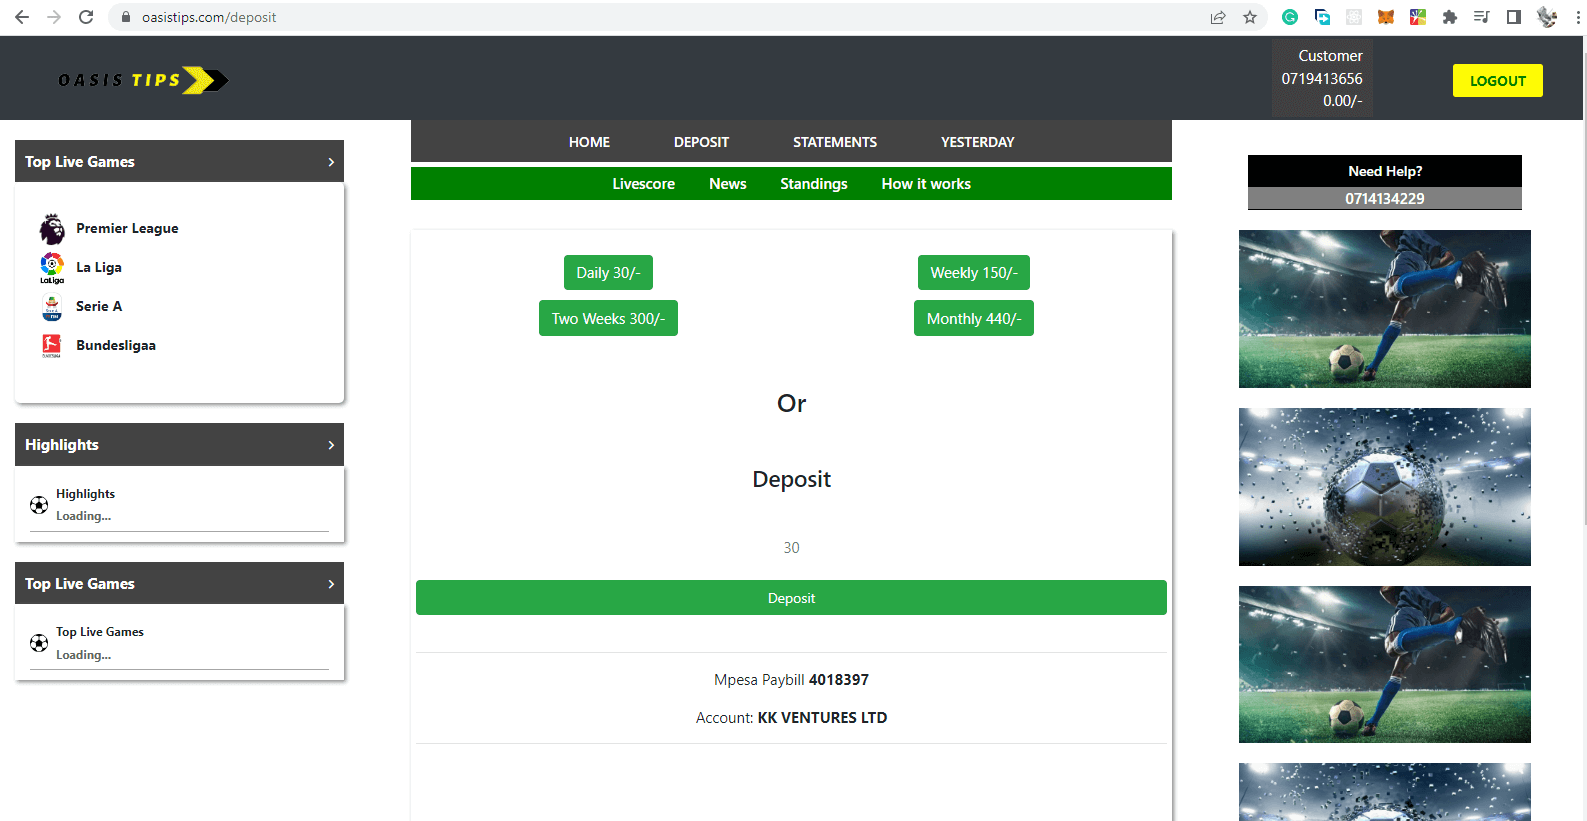 oasistips.com/deposit
OASIS TIPS
Customer
0719413656
0.00/-
LOGOUT
HOME
DEPOSIT
STATEMENTS
YESTERDAY
Livescore
News
Standings
How it works
Top Live Games
Premier League
LaLiga
La Liga
Serie A
Bundesligaa
Highlights
Highlights
Loading...
Top Live Games
Top Live Games
Loading...
Daily 30/-
Weekly 150/-
Two Weeks 300/-
Monthly 440/-
Or
Deposit
30
Deposit
Mpesa Paybill 4018397
Account: KK VENTURES LTD
Need Help?
0714134229